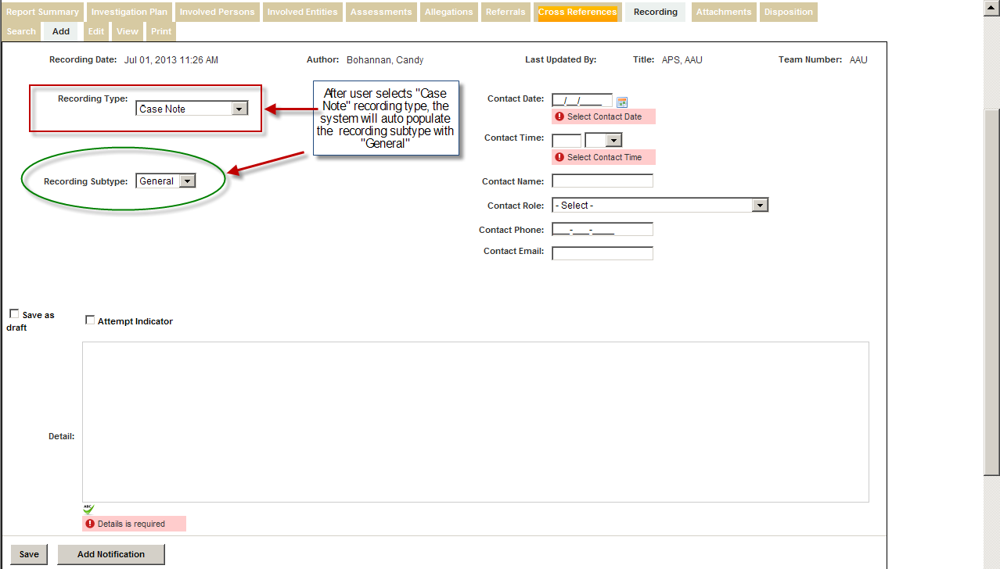 Report Summary Investigation Plan Involved Persons Involved Entities Assessments Allegations Referrals Cross References Recording Attachments Disposition
Search Add Edit View Print
Recording Date: Jul 01, 2013 11:26 AM Author: Bohannan, Candy Last Updated By: Title: APS, AAU Team Number: AAU
Recording Type: Case Note
After user selects "Case
Note" recording type, the
system will auto populate
the recording subtype with
"General"
Recording Subtype: General
Contact Date: __/__/____
Select Contact Date
Contact Time:
Select Contact Time
Contact Name:
Contact Role: - Select -
Contact Phone: ___-___-____
Contact Email:
Save as
draft
Attempt Indicator
Detail:
ABC
Details is required
Save Add Notification